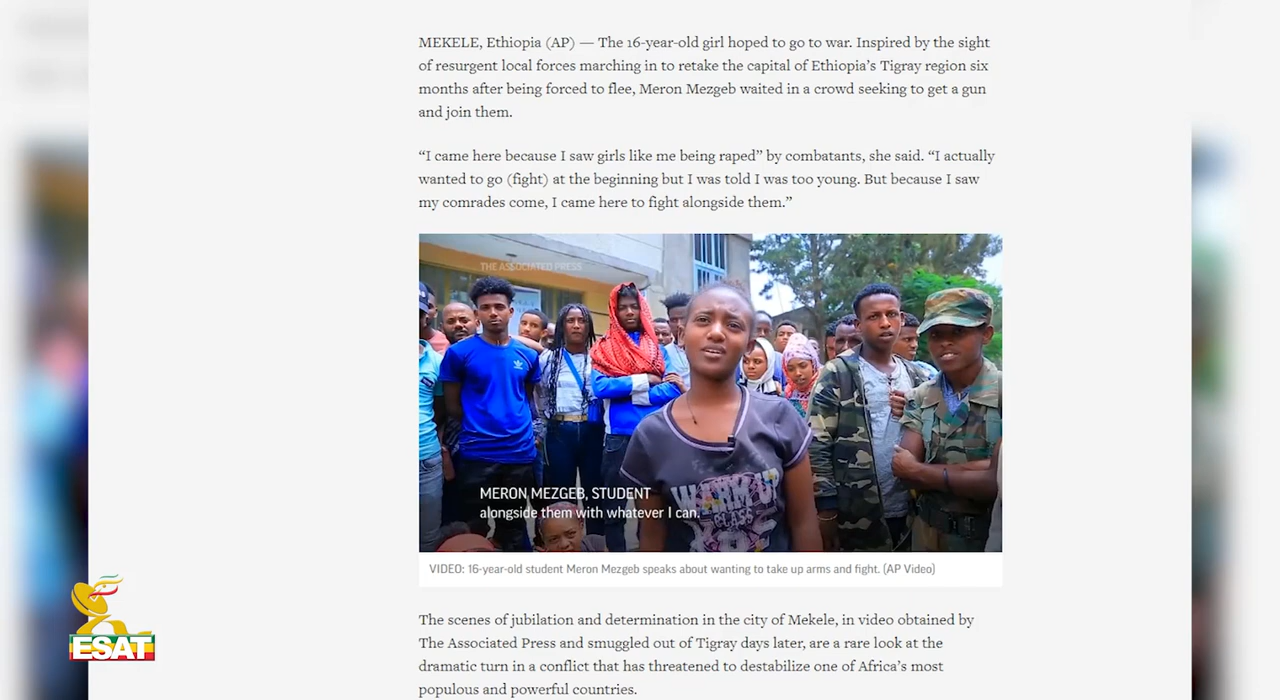 MEKELE, Ethiopia (AP) — The 16-year-old girl hoped to go to war. Inspired by the sight
of resurgent local forces marching in to retake the capital of Ethiopia’s Tigray region six
months after being forced to flee, Meron Mezgeb waited in a crowd seeking to get a gun
and join them.
“I came here because I saw girls like me being raped” by combatants, she said. “I actually
wanted to go (fight) at the beginning but I was told I was too young. But because I saw
my comrades come, I came here to fight alongside them.”
THE ASSOCIATED PRESS
WARM UP
CLASS
MERON MEZGEB, STUDENT
alongside them with whatever I can.
VIDEO: 16-year-old student Meron Mezgeb speaks about wanting to take up arms and fight. (AP Video)
ESAT
The scenes of jubilation and determination in the city of Mekele, in video obtained by
The Associated Press and smuggled out of Tigray days later, are a rare look at the
dramatic turn in a conflict that has threatened to destabilize one of Africa’s most
populous and powerful countries.